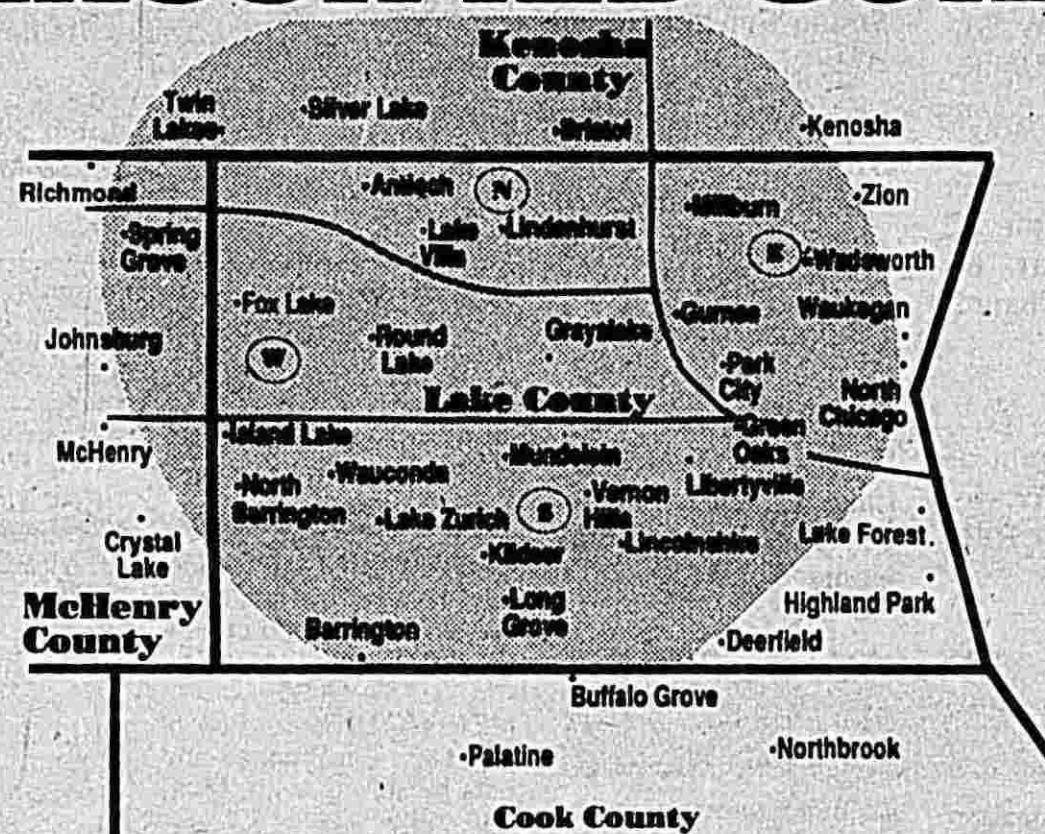 Kenosha
County
Twin
Lakes
Silver Lake
Bristol
Kenosha
Richmond
Antioch
N
Millburn
Zion
Spring
Grove
Lake
Villa
Lindenhurst
E
Wadsworth
Fox Lake
Gurnee
Waukegan
Johnsburg
W
Round
Lake
Grayslake
Park
City
North
Chicago
Lake County
McHenry
Island Lake
Mundelein
Green
Oaks
Wauconda
North
Barrington
Vernon
Hills
Libertyville
Lake Zurich
S
Lincolnshire
Lake Forest
Crystal
Lake
Kildeer
McHenry
County
Long
Grove
Highland Park
Barrington
Deerfield
Buffalo Grove
Palatine
Northbrook
Cook County